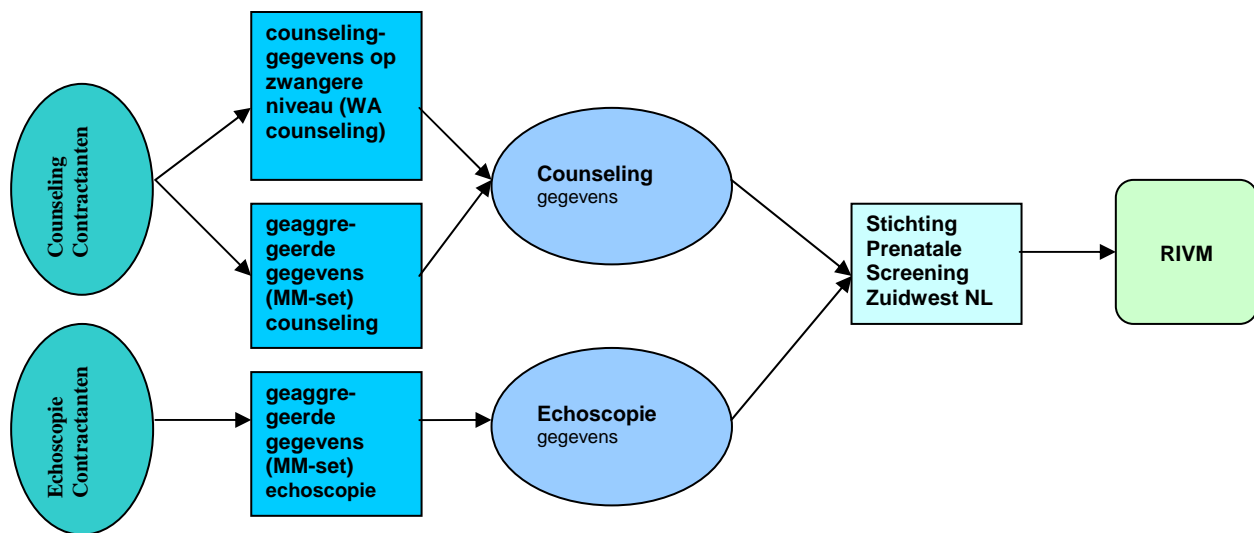 Counseling
Contractanten
counseling-
gegevens op
zwangere
niveau (WA
counseling)
geaggre-
geerde
gegevens
(MM-set)
counseling
Counseling
gegevens
Stichting
Prenatale
Screening
Zuidwest NL
RIVM
Echoscopie
Contractanten
geaggre-
geerde
gegevens
(MM-set)
echoscopie
Echoscopie
gegevens